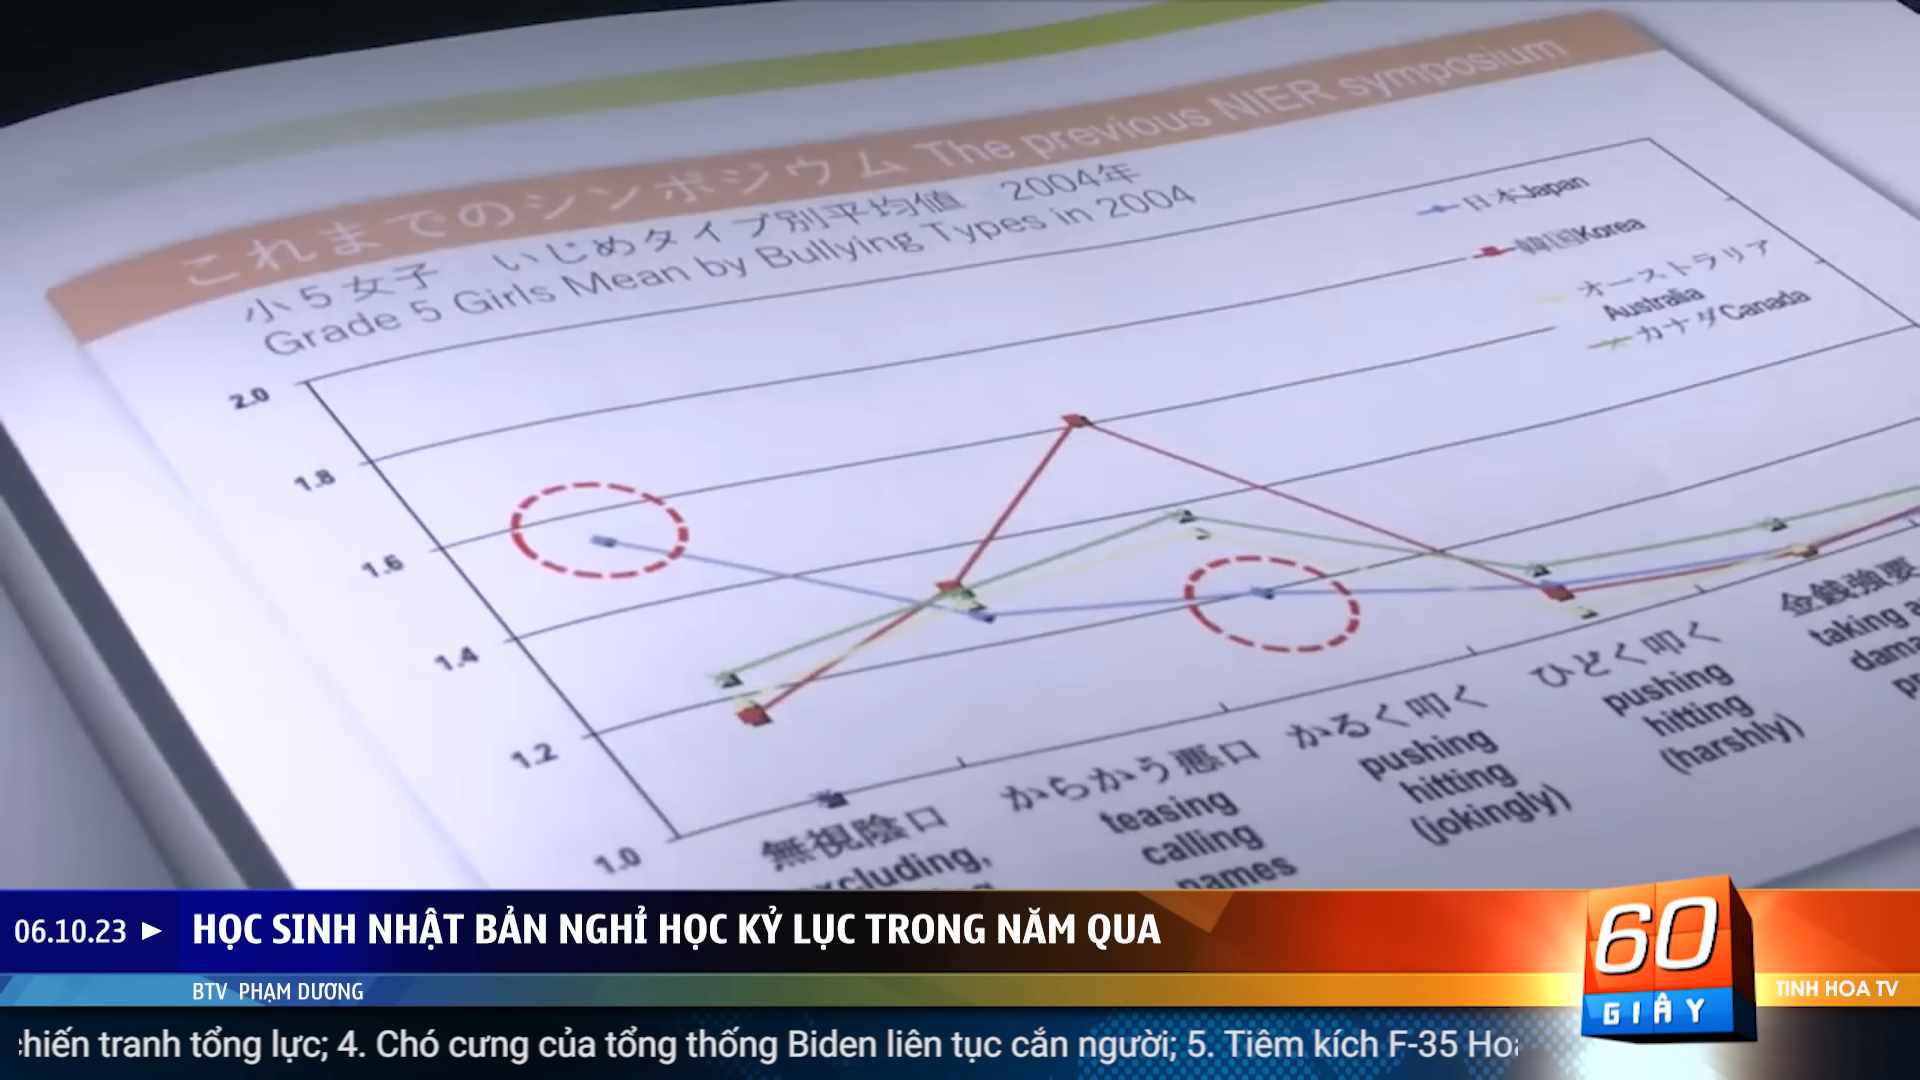 これまでのシンポジウム The previous NIER symposium
小5女子 いじめタイプ別平均値 2004年
Grade 5 Girls Mean by Bullying Types in 2004
日本Japan
韓国Korea
オーストラリア
Australia
カナダCanada
2.0
1.8
1.6
1.4
1.2
1.0
無視陰口
excluding,
からかう悪口
teasing
calling
names
かるく叩く
pushing
hitting
(jokingly)
ひどく叩く
pushing
hitting
(harshly)
金銭強要
taking
06.10.23
HỌC SINH NHẬT BẢN NGHỈ HỌC KỶ LỤC TRONG NĂM QUA
BTV PHẠM DƯƠNG
60
GIÂY
TINH HOA TV
chiến tranh tổng lực; 4. Chó cưng của tổng thống Biden liên tục cắn người; 5. Tiêm kích F-35